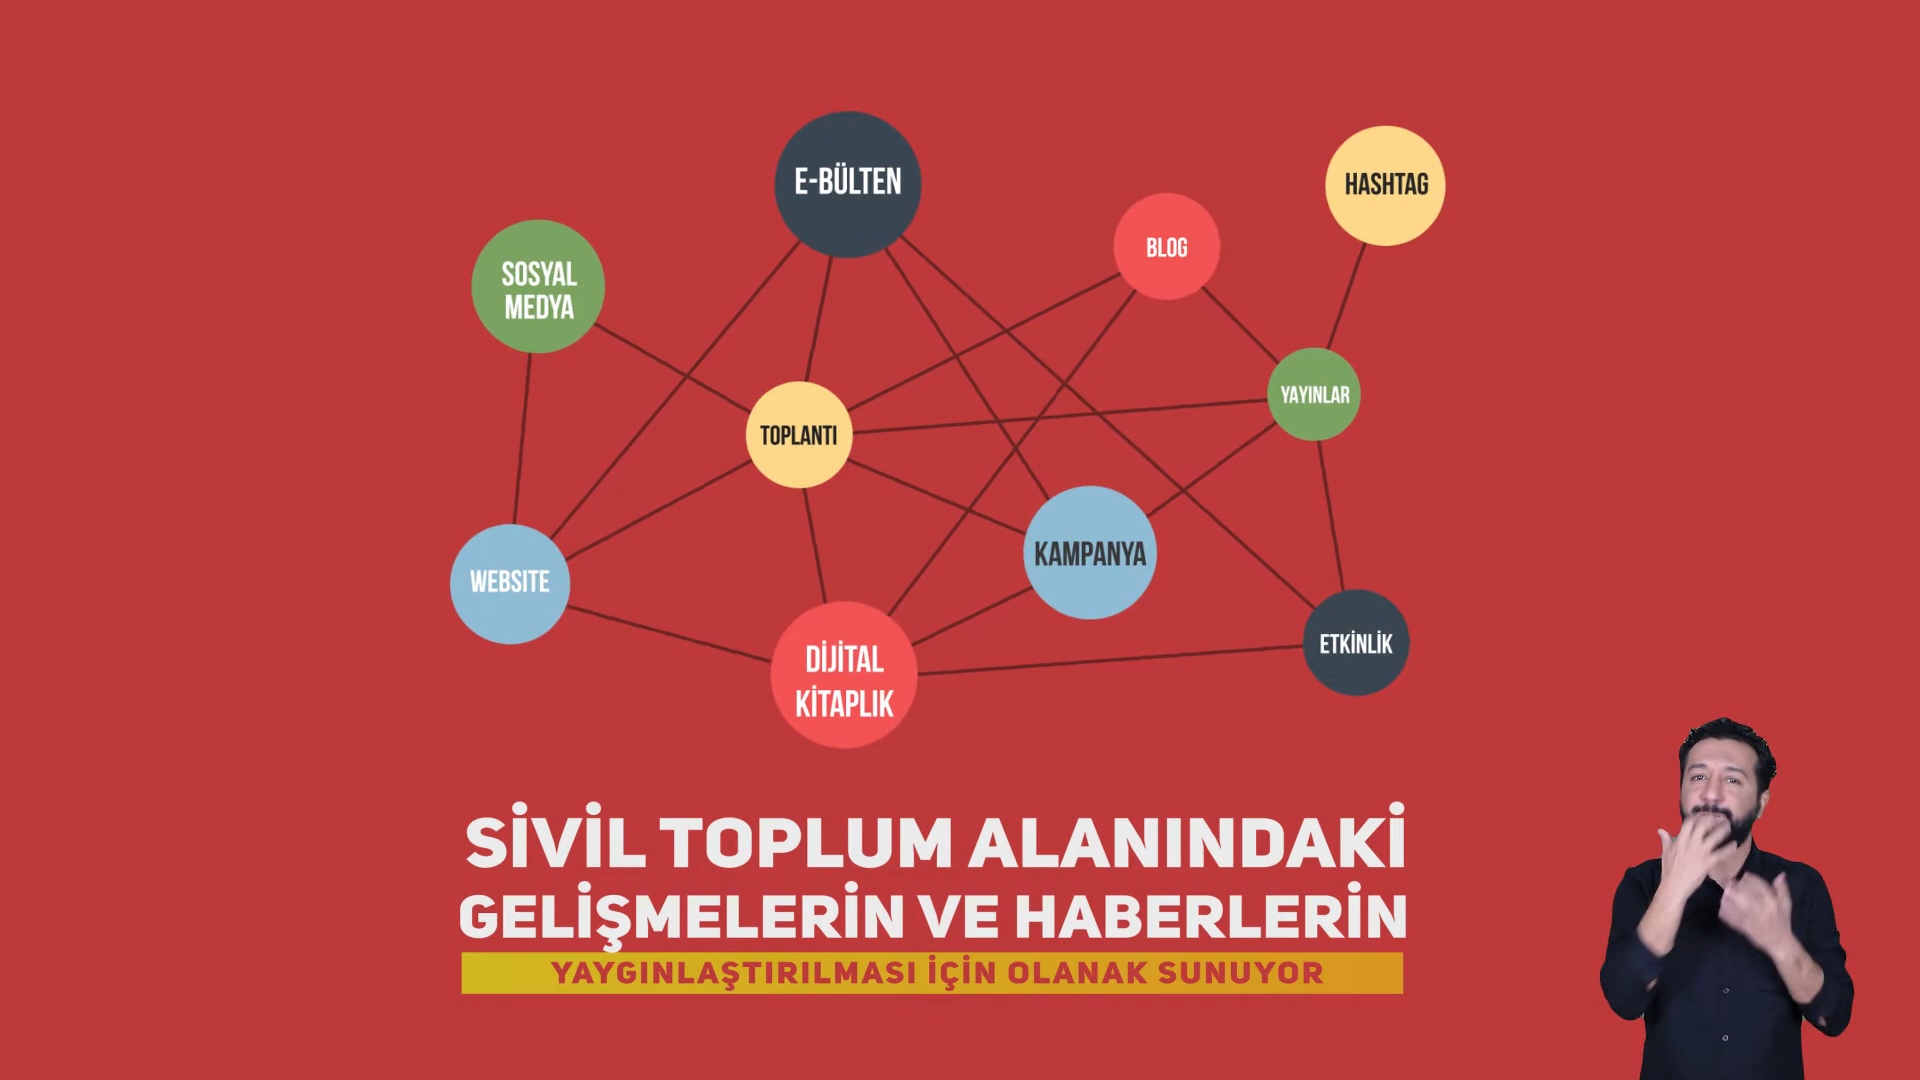 E-BÜLTEN
HASHTAG
BLOG
SOSYAL
MEDYA
YAYINLAR
TOPLANTI
KAMPANYA
WEBSITE
ETKİNLİK
DİJİTAL
KİTAPLIK
SİVİL TOPLUM ALANINDAKİ
GELİŞMELERİN VE HABERLERİN
YAYGINLAŞTIRILMASI İÇİN OLANAK SUNUYOR